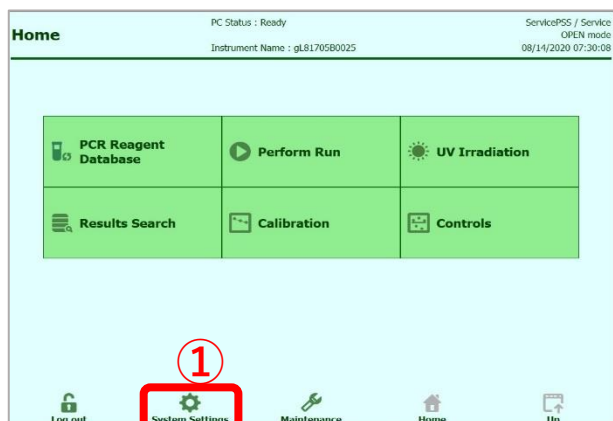 Home
PC Status : Ready
Instrument Name : gL81705B0025
ServicePSS / Service
OPEN mode
08/14/2020 07:30:08
PCR Reagent
Database
Perform Run
UV Irradiation
Results Search
Calibration
Controls
①
Log out
System Settings
Maintenance
Home
Up